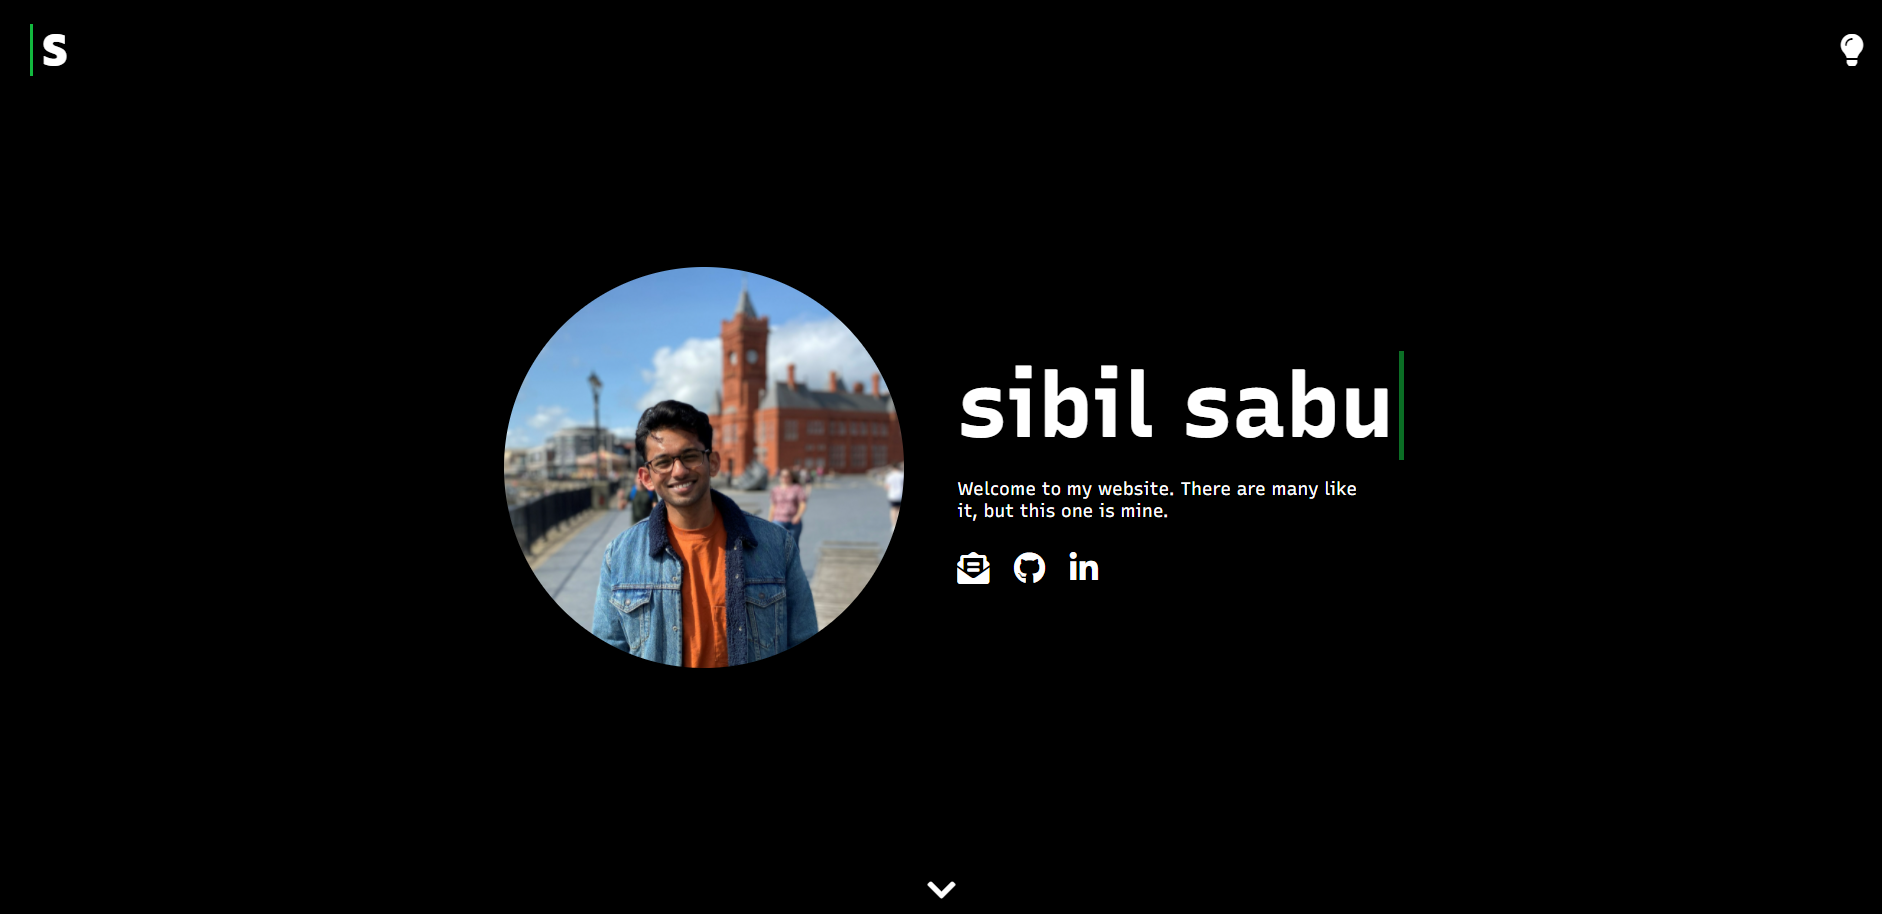 s
sibil sabu
Welcome to my website. There are many like
it, but this one is mine.
in